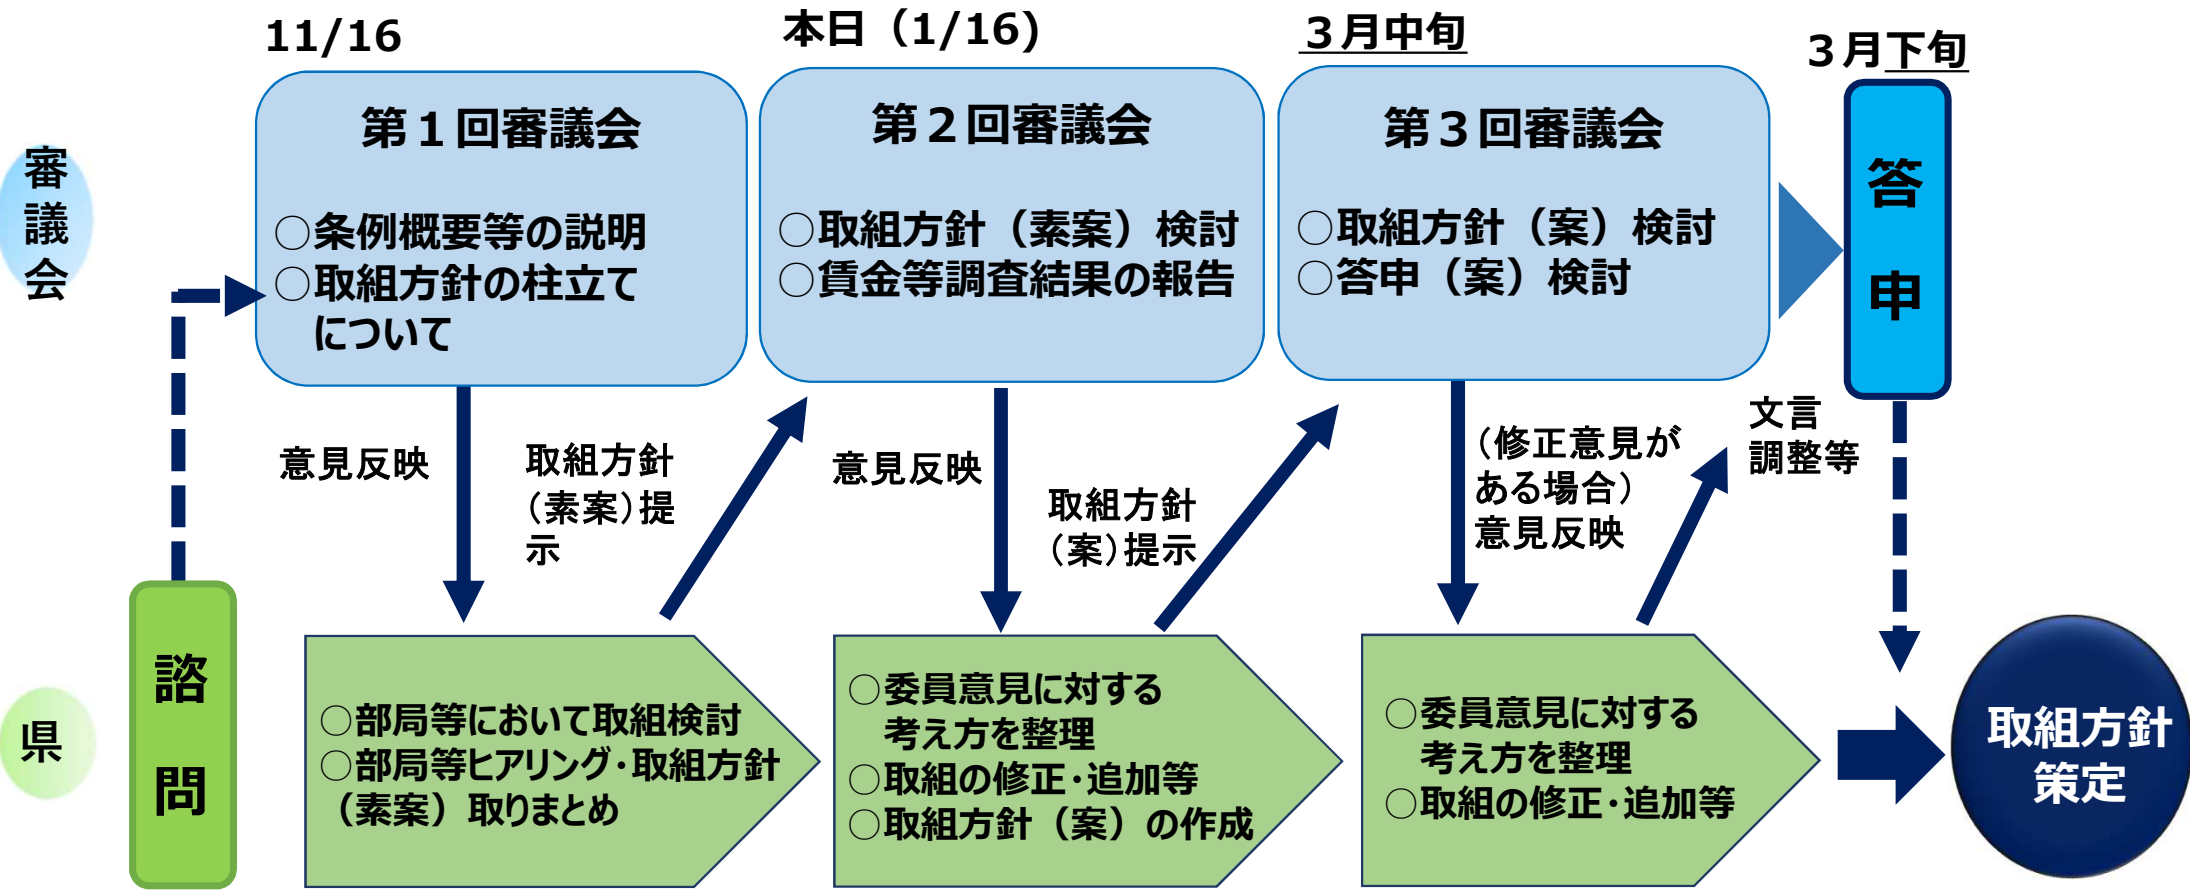 11/16
本日（1/16）
３月中旬
３月下旬
審議会
第１回審議会
○条例概要等の説明
○取組方針の柱立て
について
第２回審議会
○取組方針（素案）検討
○賃金等調査結果の報告
第３回審議会
○取組方針（案）検討
○答申（案）検討
答申
意見反映
取組方針
（素案）提
示
意見反映
取組方針
（案）提示
（修正意見が
ある場合）
意見反映
文言
調整等
県
諮問
○部局等において取組検討
○部局等ヒアリング・取組方針
（素案）取りまとめ
○委員意見に対する
考え方を整理
○取組の修正・追加等
○取組方針（案）の作成
○委員意見に対する
考え方を整理
○取組の修正・追加等
取組方針
策定